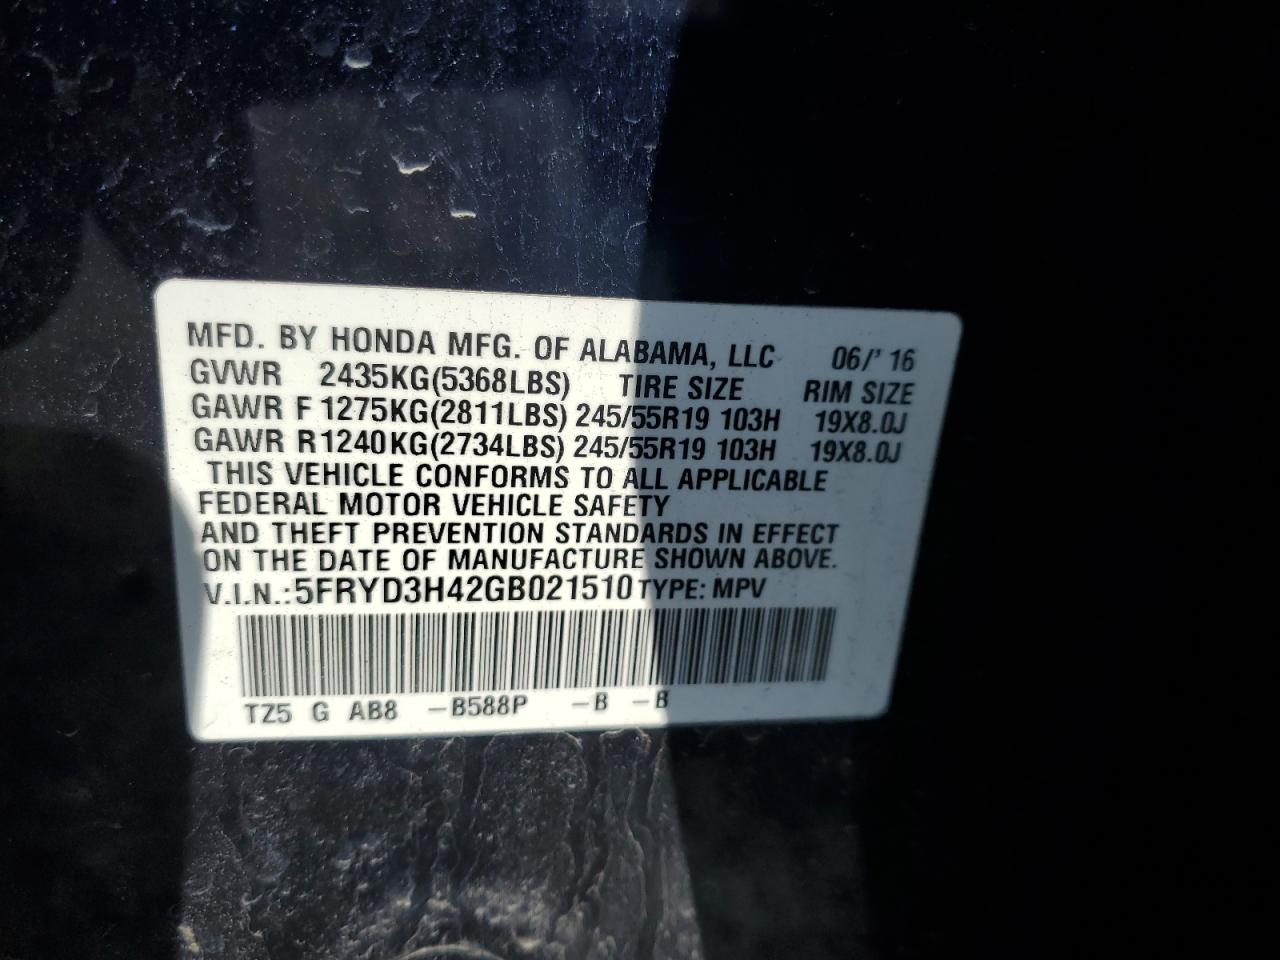 MFD. BY HONDA MFG. OF ALABAMA, LLC 06/' 16
GVWR 2435KG(5368LBS) TIRE SIZE RIM SIZE
GAWR F 1275KG(2811LBS) 245/55R19 103H 19X8.0J
GAWR R1240KG(2734LBS) 245/55R19 103H 19X8.0J
THIS VEHICLE CONFORMS TO ALL APPLICABLE
FEDERAL MOTOR VEHICLE SAFETY
AND THEFT PREVENTION STANDARDS IN EFFECT
ON THE DATE OF MANUFACTURE SHOWN ABOVE.
V.I.N.:5FRYD3H42GB021510 TYPE: MPV
TZ5 G AB8 -B588P -B -B